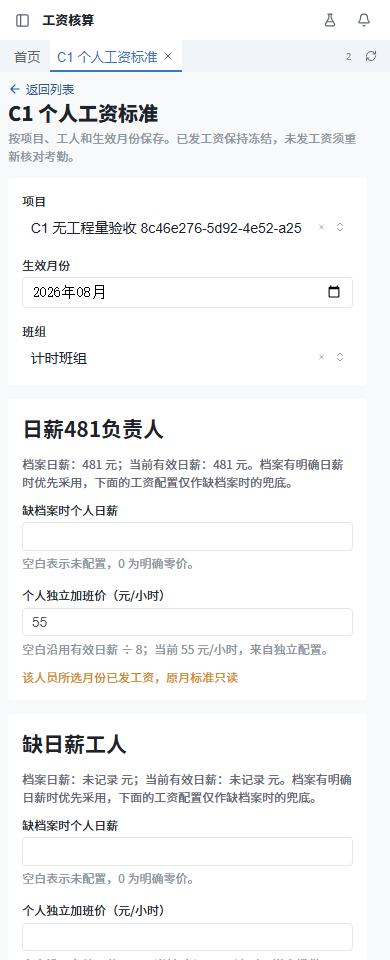 工资核算
首页
C1 个人工资标准
2
返回列表
C1 个人工资标准
按项目、工人和生效月份保存。已发工资保持冻结，未发工资须重
新核对考勤。
项目
C1 无工程量验收 8c46e276-5d92-4e52-a25
生效月份
2026年08月
班组
计时班组
日薪481负责人
档案日薪：481 元；当前有效日薪：481 元。档案有明确日薪
时优先采用，下面的工资配置仅作缺档案时的兜底。
缺档案时个人日薪
空白表示未配置，0 为明确零价。
个人独立加班价（元/小时）
55
空白沿用有效日薪 ÷ 8；当前 55 元/小时，来自独立配置。
该人员所选月份已发工资，原月标准只读
缺日薪工人
档案日薪：未记录 元；当前有效日薪：未记录 元。档案有明确
日薪时优先采用，下面的工资配置仅作缺档案时的兜底。
缺档案时个人日薪
空白表示未配置，0 为明确零价。
个人独立加班价（元/小时）